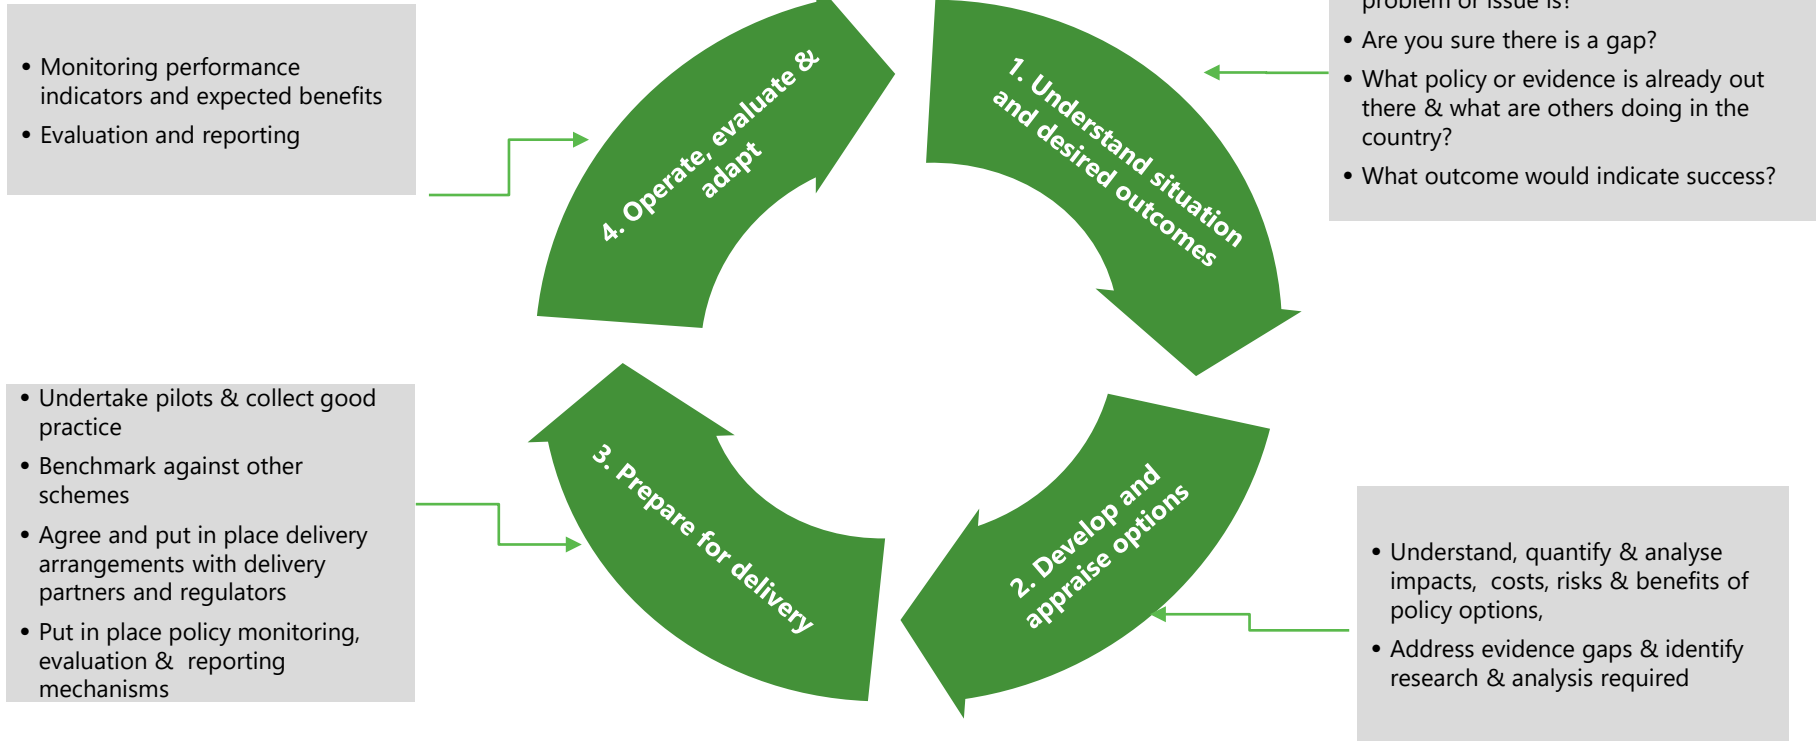 • Monitoring performance
indicators and expected benefits
• Evaluation and reporting
4. Operate, evaluate &
adapt
1. Understand situation
and desired outcomes
problem or issue is?
• Are you sure there is a gap?
• What policy or evidence is already out
there & what are others doing in the
country?
• What outcome would indicate success?
• Undertake pilots & collect good
practice
• Benchmark against other
schemes
• Agree and put in place delivery
arrangements with delivery
partners and regulators
• Put in place policy monitoring,
evaluation & reporting
mechanisms
3. Prepare for delivery
2. Develop and
appraise options
• Understand, quantify & analyse
impacts, costs, risks & benefits of
policy options,
• Address evidence gaps & identify
research & analysis required